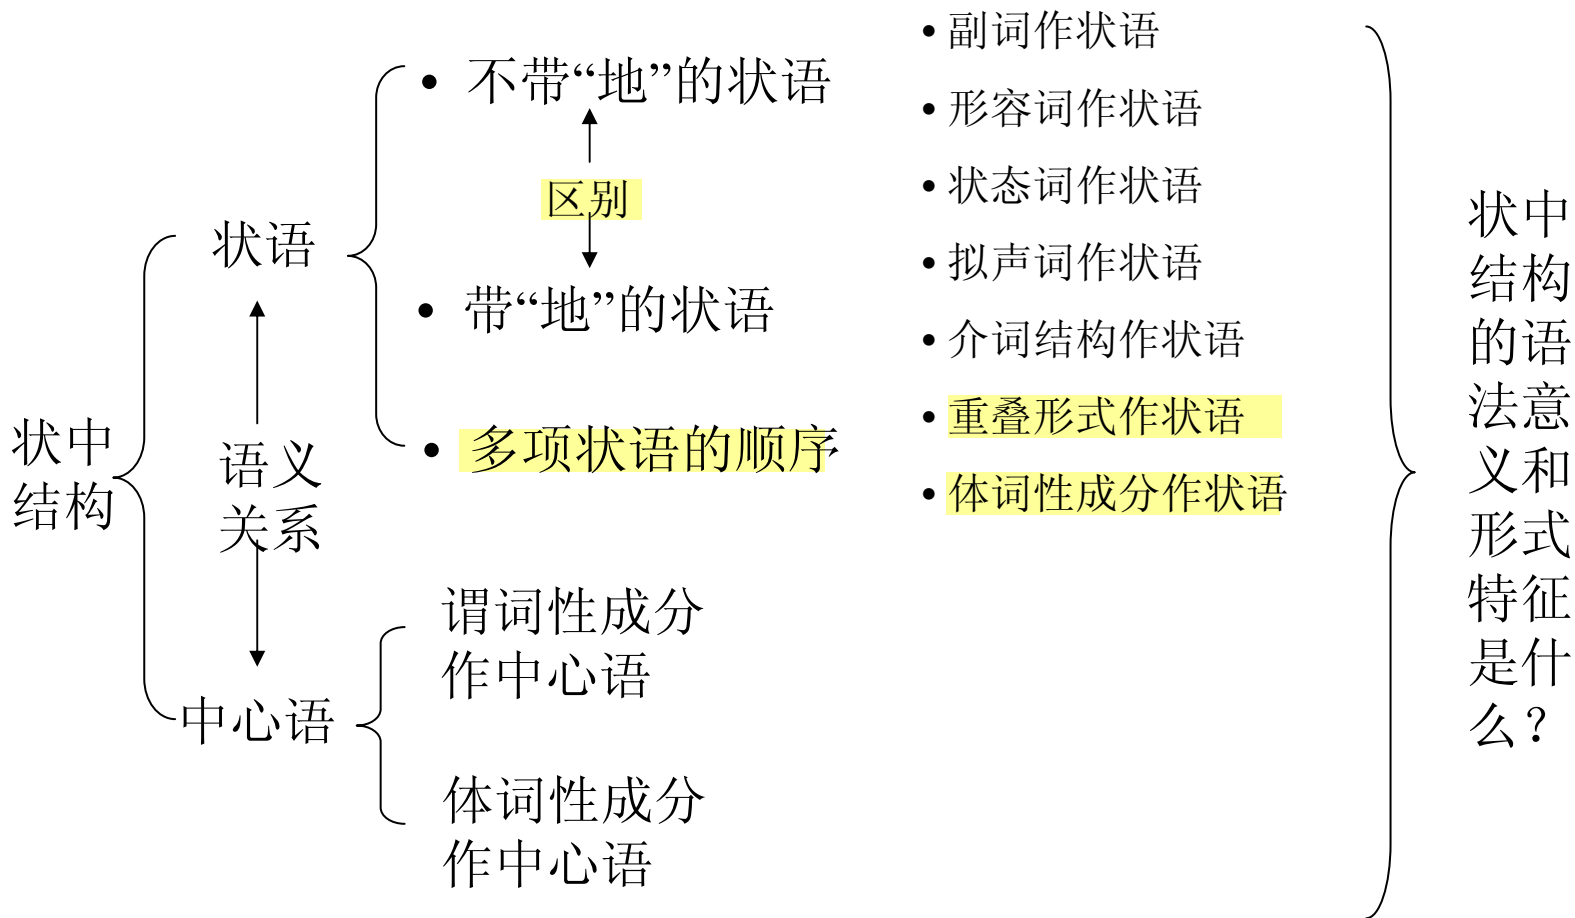 状中
结构
状语
语义
关系
中心语
• 不带“地”的状语
区别
• 带“地”的状语
• 多项状语的顺序
谓词性成分
作中心语
体词性成分
作中心语
• 副词作状语
• 形容词作状语
• 状态词作状语
• 拟声词作状语
• 介词结构作状语
• 重叠形式作状语
• 体词性成分作状语
状中
结构
的语
法意
义和
形式
特征
是什
么？